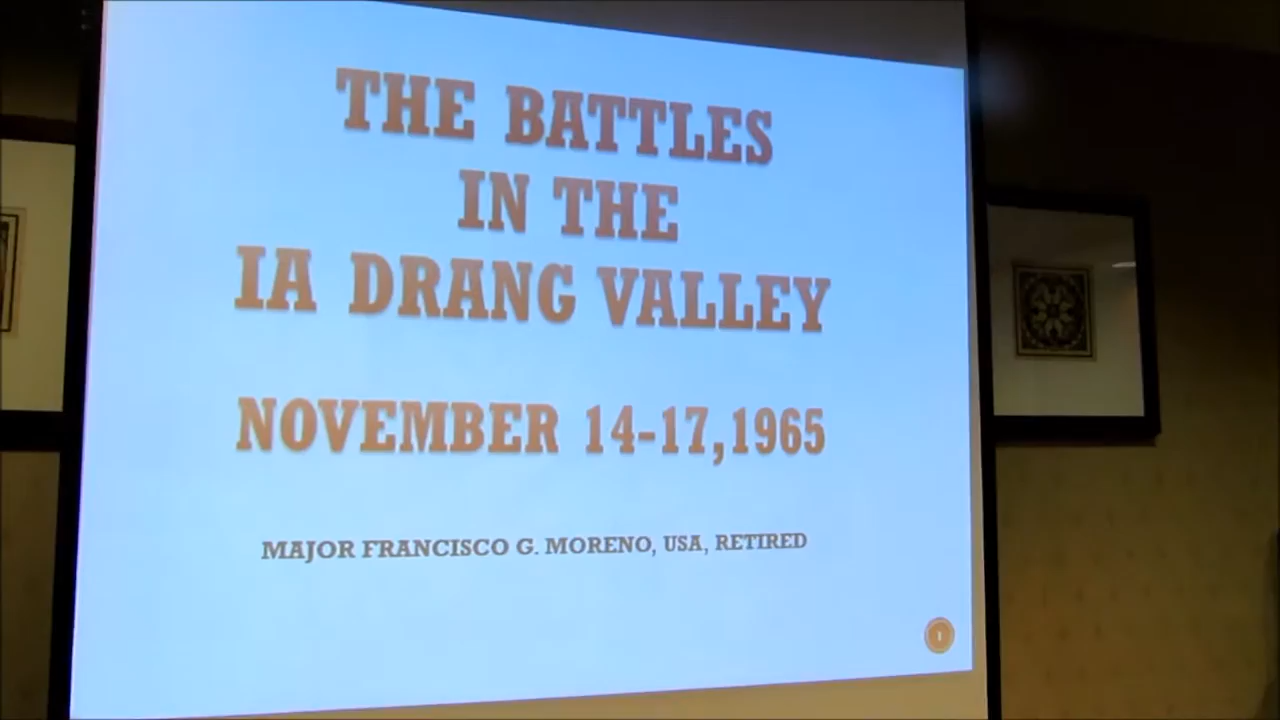 THE BATTLES
IN THE
IA DRANG VALLEY
NOVEMBER 14-17,1965
MAJOR FRANCISCO G. MORENO, USA, RETIRED
1